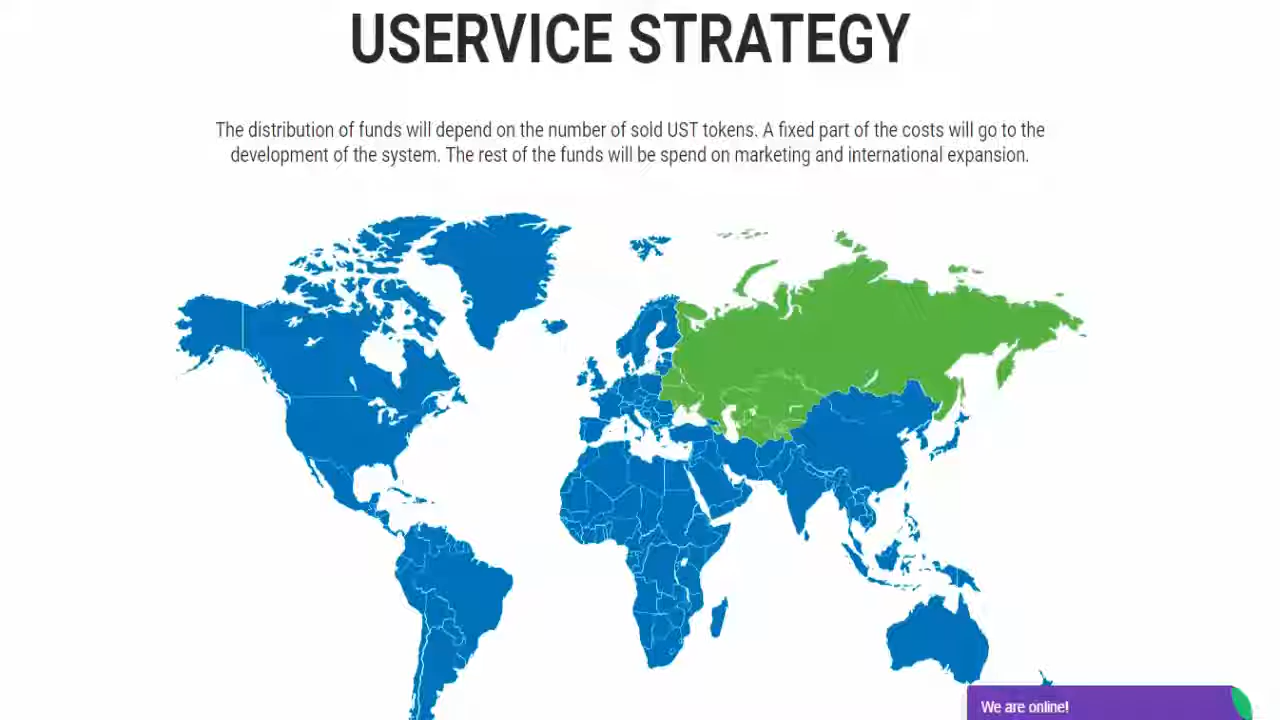 USERVICE STRATEGY
The distribution of funds will depend on the number of sold UST tokens. A fixed part of the costs will go to the
development of the system. The rest of the funds will be spend on marketing and international expansion.
We are online!